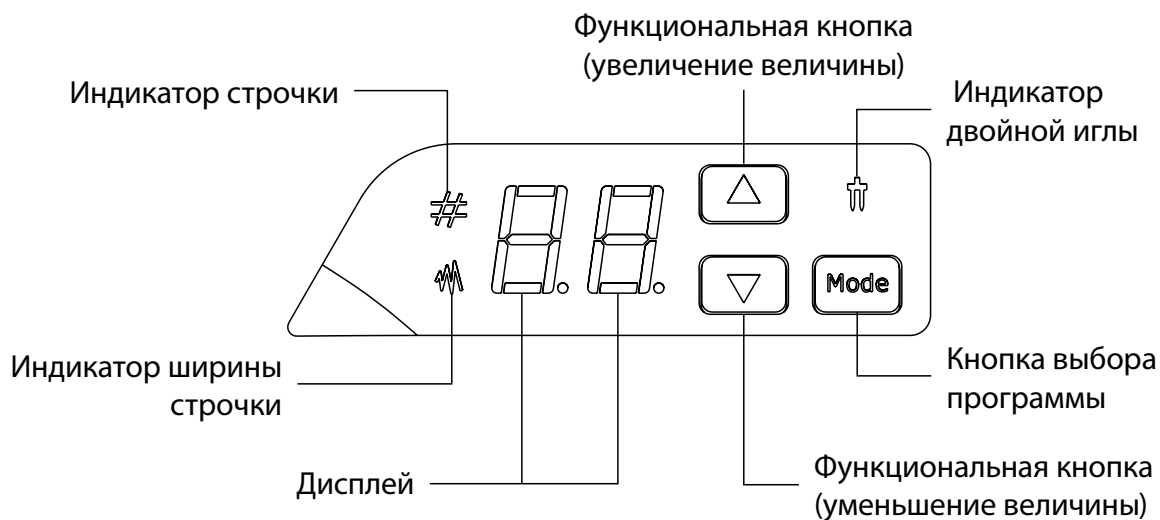 Функциональная кнопка
(увеличение величины)
Индикатор строчки
Индикатор
двойной иглы
Mode
Индикатор ширины
строчки
Кнопка выбора
программы
Дисплей
Функциональная кнопка
(уменьшение величины)